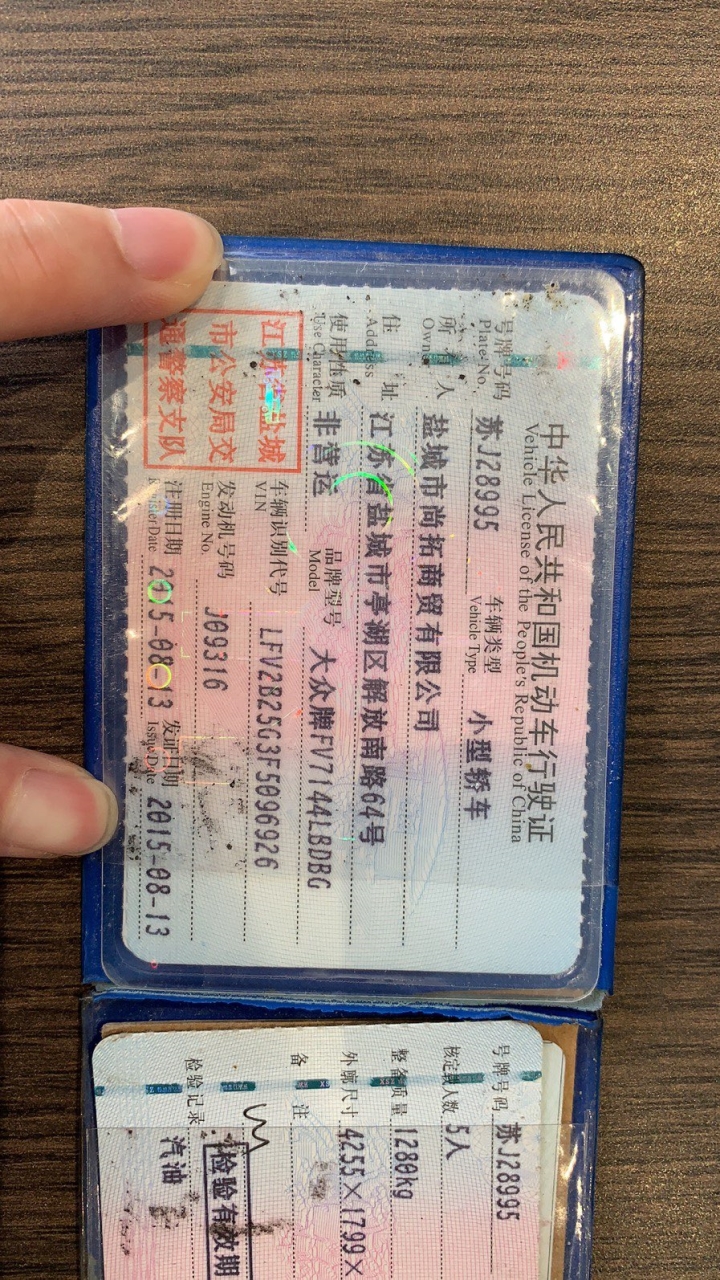 中华人民共和国机动车行驶证
Vehicle License of the People's Republic of China
号牌号码 苏J28995 车辆类型 小型轿车
Plate No. Vehicle Type
所 人 盐城市尚拓商贸有限公司
Owner
住 址 江苏省盐城市亭湖区解放南路64号
Address
使用性质 非营运 品牌型号 大众牌FV7144LBDBG
Use Character Model
江苏省盐城
市公安局交
通警察支队
车辆识别代号 LFV2B25G3F5096926
VIN
发动机号码 J09316
Engine No.
注册日期 2015-08-13 发证日期 2015-08-13
Register Date Issue Date
号牌号码 苏J28995
核定载人数 5人
整备质量 1280kg
外廓尺寸 4255×1799×
备 注
检验有效期
检验记录 汽油